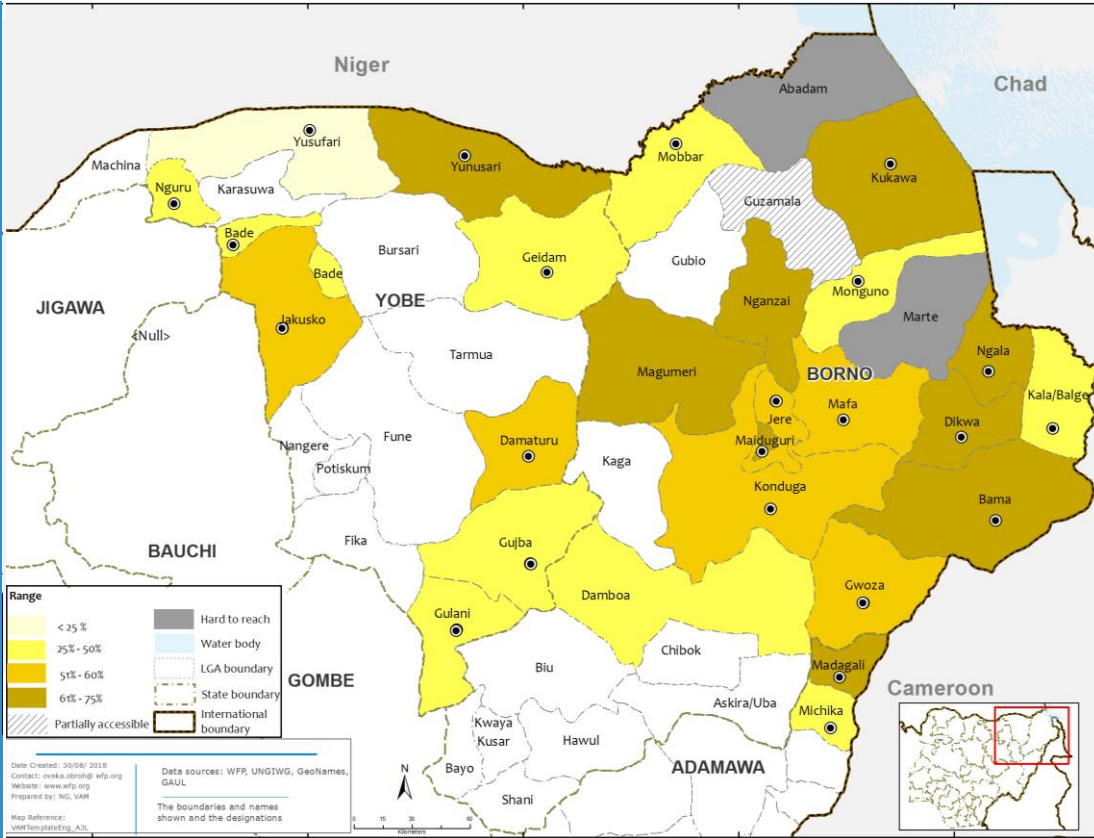 Niger
Chad
Abadam
Yusufari
Machina
Mobbar
Yunusari
Kukawa
Nguru
Karasuwa
Guzamala
Bade
Bursari
Geidam
Gubio
Bade
Monguno
JIGAWA
YOBE
Nganzai
Marte
Jakusko
<Null>
Ngala
Tarmua
Magumeri
BORNO
Kala/Balge
Jere
Mafa
Fune
Damaturu
Dikwa
Nangere
Maiduguri
Kaga
Potiskum
Konduga
Bama
Fika
Gujba
BAUCHI
Gwoza
Damboa
Gulani
Chibok
Biu
Madagali
GOMBE
Cameroon
Askira/Uba
Michika
Kwaya
Kusar
Hawul
Bayo
ADAMAWA
Shani
Range
< 25 %
25% - 50%
51% - 60%
61% - 75%
Partially accessible
Hard to reach
Water body
LGA boundary
State boundary
International
boundary
Date Created: 30/08/ 2018
Contact: oveka.obroh@ wfp.org
Website: www.wfp.org
Prepared by: NG, VAM
Map Reference:
VAMTemplateEng_A3L
Data sources: WFP, UNGIWG, GeoNames,
GAUL
The boundaries and names
shown and the designations
N
0
15
30
60
Kilometers